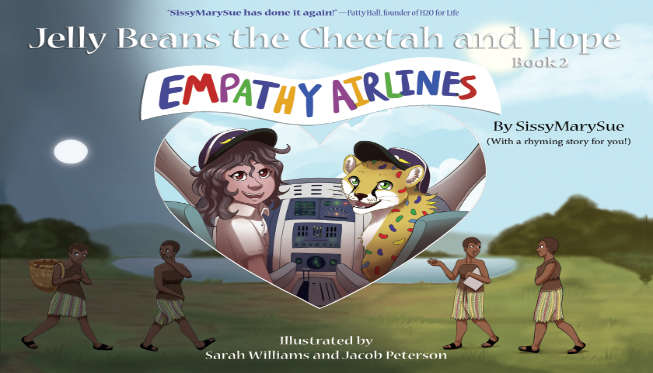 "SissyMarySue has done it again!" —Patty Hall, founder of H2O for Life
Jelly Beans the Cheetah and Hope
Book 2
EMPATHY AIRLINES
By SissyMarySue
(With a rhyming story for you!)
Illustrated by
Sarah Williams and Jacob Peterson